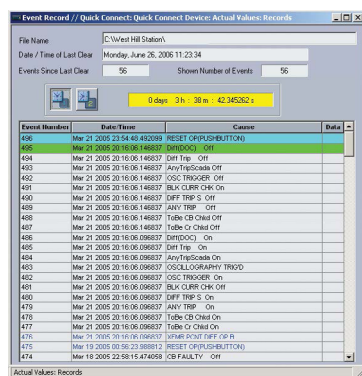 Event Record // Quick Connect: Quick Connect Device: Actual Values: Records
File Name C:\West Hill Station\
Date / Time of Last Clear Monday, June 26, 2006 11:23:34
Events Since Last Clear 56 Shown Number of Events 56
0 days 3 h : 38 m : 42.345262 s
Event Number Date/Time Cause Data
496 Mar 21 2005 23:54:48.492099 RESET OP(PUSHBUTTON)
495 Mar 21 2005 20:16:06.146837 Diff(DOC) Off
494 Mar 21 2005 20:16:06.146837 Diff Trip Off
493 Mar 21 2005 20:16:06.146837 AnyTripScada Off
492 Mar 21 2005 20:16:06.146837 OSC TRIGGER Off
491 Mar 21 2005 20:16:06.146837 BLK CURR CHK On
490 Mar 21 2005 20:16:06.146837 DIFF TRIP S Off
489 Mar 21 2005 20:16:06.146837 ANY TRIP Off
488 Mar 21 2005 20:16:06.146837 ToBe CB Chkd Off
487 Mar 21 2005 20:16:06.146837 ToBe Cr Chkd Off
486 Mar 21 2005 20:16:06.096837 Diff(DOC) On
485 Mar 21 2005 20:16:06.096837 Diff Trip On
484 Mar 21 2005 20:16:06.096837 AnyTripScada On
483 Mar 21 2005 20:16:06.096837 OSCILLOGRAPHY TRIG'D
482 Mar 21 2005 20:16:06.096837 OSC TRIGGER On
481 Mar 21 2005 20:16:06.096837 BLK CURR CHK Off
480 Mar 21 2005 20:16:06.096837 DIFF TRIP S On
479 Mar 21 2005 20:16:06.096837 ANY TRIP On
478 Mar 21 2005 20:16:06.096837 ToBe CB Chkd On
477 Mar 21 2005 20:16:06.096837 ToBe Cr Chkd On
476 Mar 21 2005 20:16:06.096837 XFMR PCNT DIFF OP B
475 Mar 19 2005 00:56:23.988812 RESET OP(PUSHBUTTON)
474 Mar 18 2005 22:58:15.474058 CB FAULTY Off
Actual Values: Records